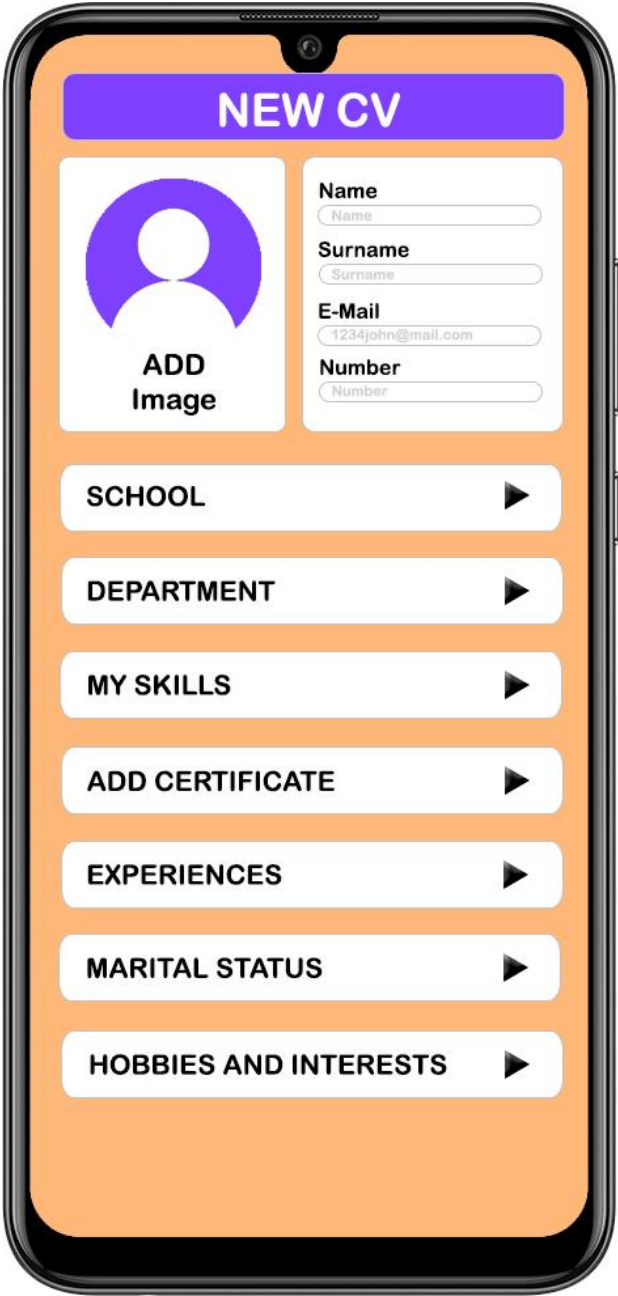 NEW CV
ADD
Image
Name
Name
Surname
Surname
E-Mail
1234john@mail.com
Number
Number
SCHOOL
DEPARTMENT
MY SKILLS
ADD CERTIFICATE
EXPERIENCES
MARITAL STATUS
HOBBIES AND INTERESTS